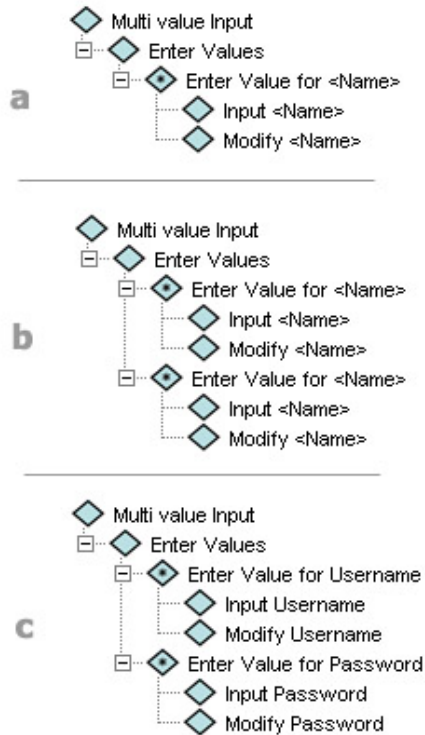 Multi value Input
Enter Values
Enter Value for <Name>
a
Input <Name>
Modify <Name>
Multi value Input
Enter Values
Enter Value for <Name>
Input <Name>
b
Modify <Name>
Enter Value for <Name>
Input <Name>
Modify <Name>
Multi value Input
Enter Values
Enter Value for Username
Input Username
c
Modify Username
Enter Value for Password
Input Password
Modify Password